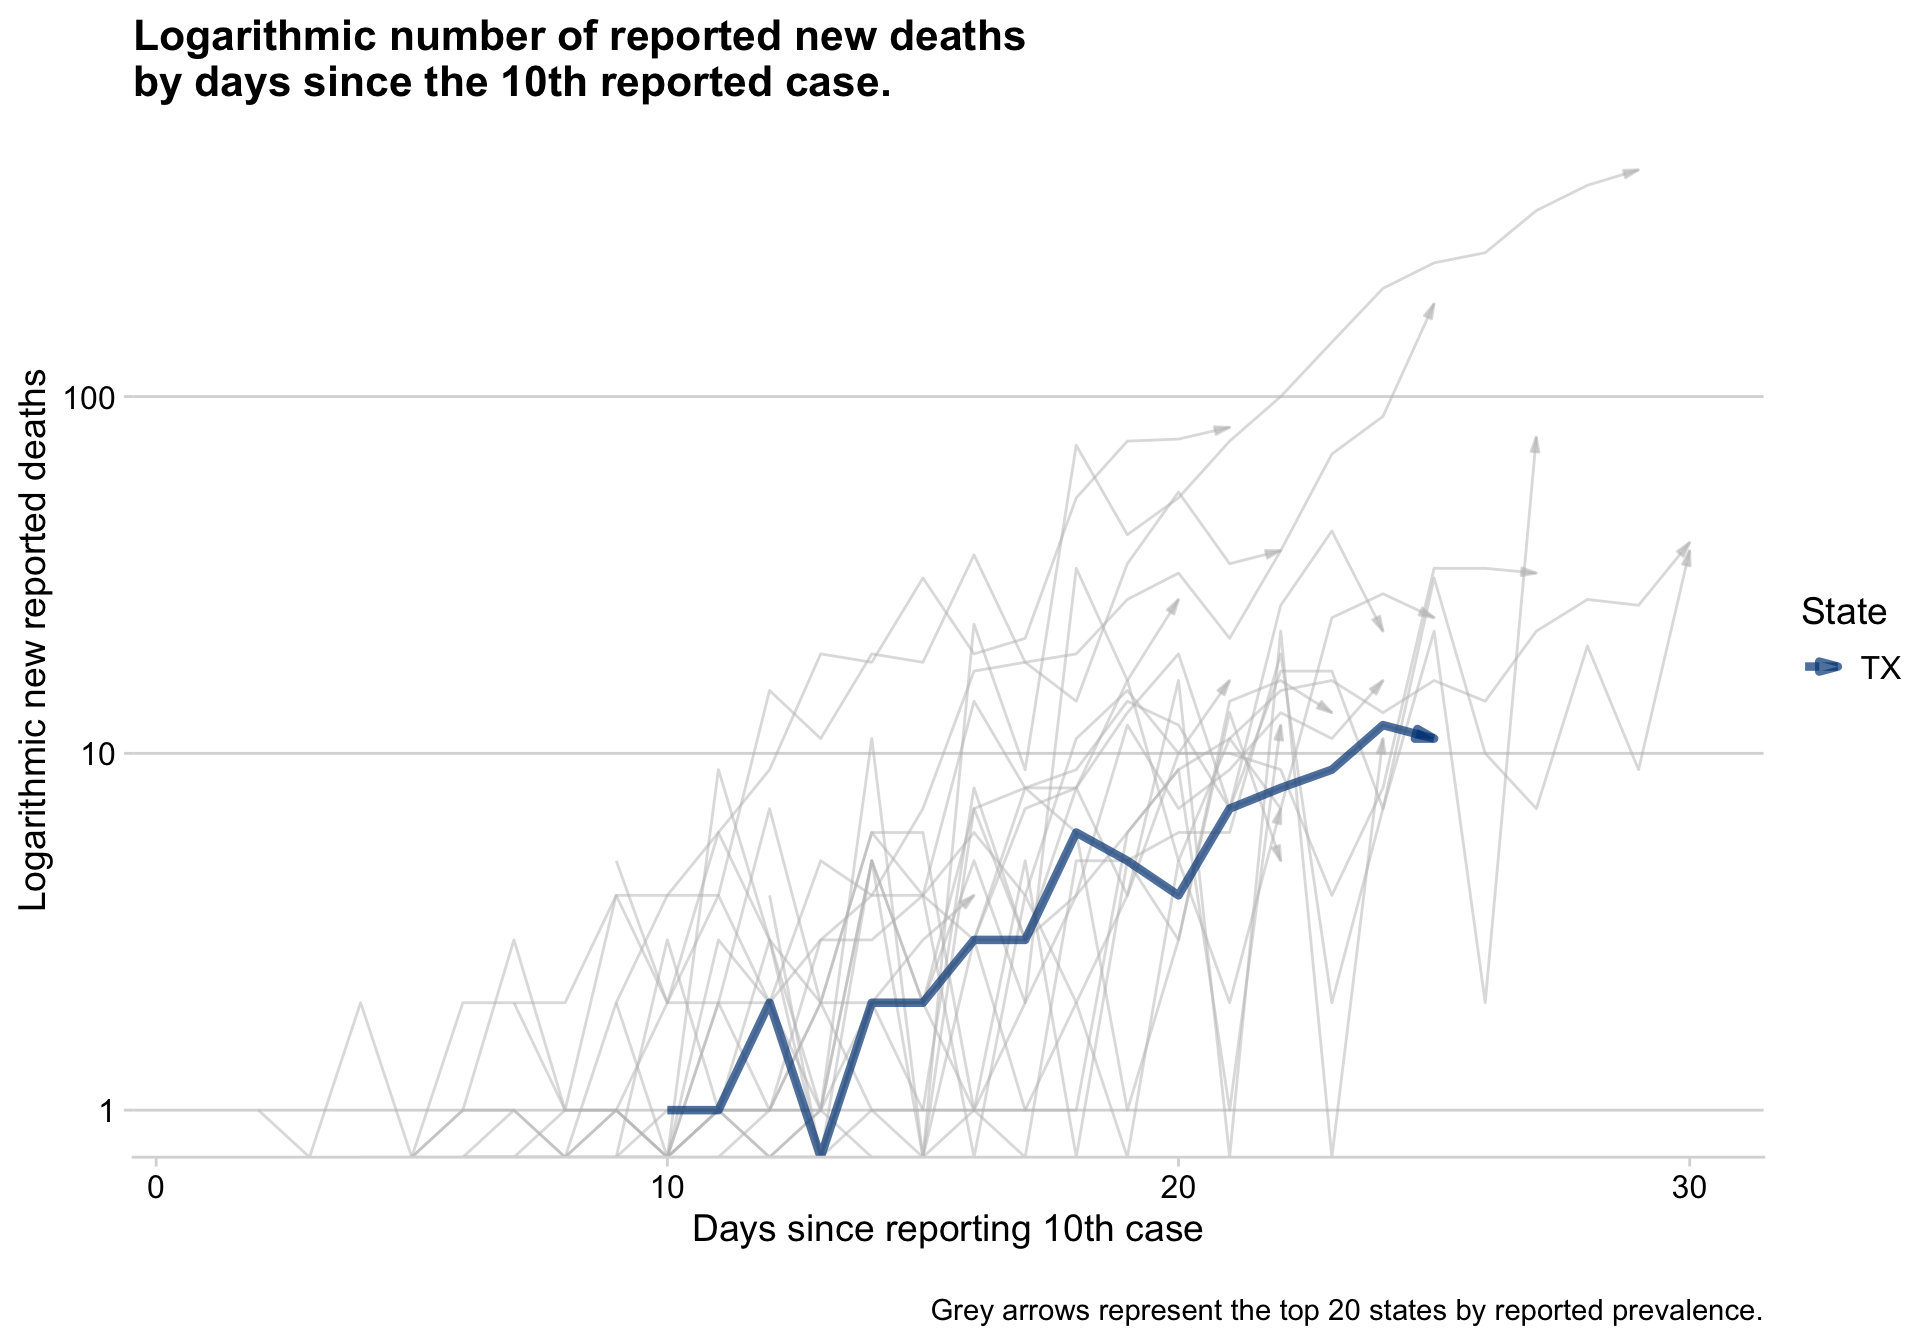 Logarithmic number of reported new deaths
by days since the 10th reported case.
Logarithmic new reported deaths
100
10
1
0
10
20
30
Days since reporting 10th case
State
TX
Grey arrows represent the top 20 states by reported prevalence.